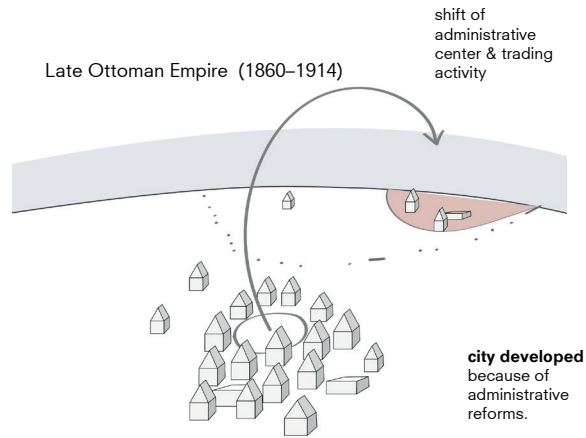 shift of
administrative
center & trading
activity
Late Ottoman Empire (1860–1914)
city developed
because of
administrative
reforms.